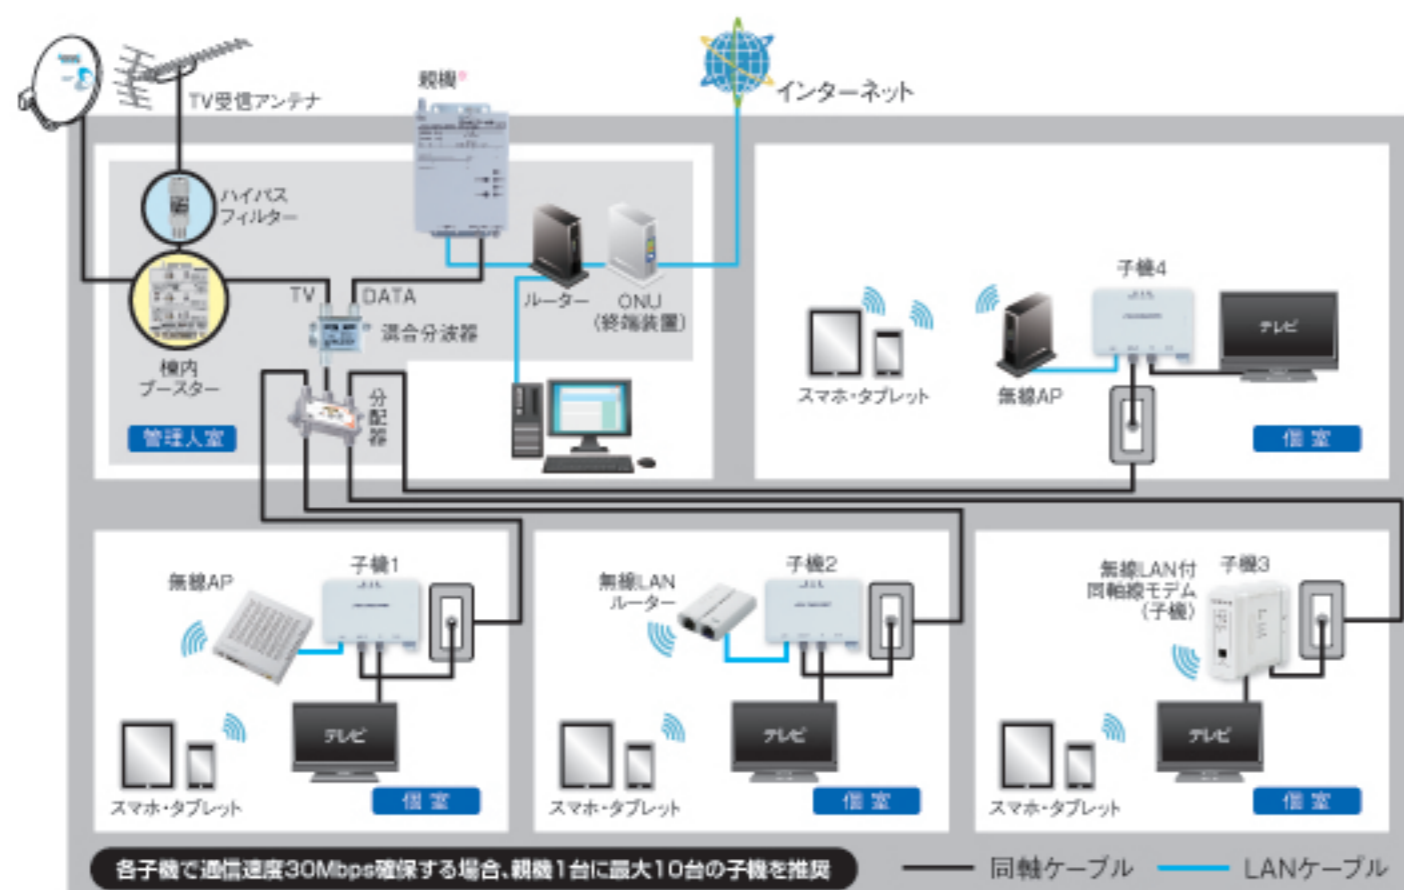 TV受信アンテナ
親機※
インターネット
ハイパス
フィルター
TV
DATA
混合分波器
ルーター
ONU
(終端装置)
棟内
ブースター
分配器
管理人室
子機4
テレビ
スマホ・タブレット
無線AP
個室
無線AP
子機1
テレビ
スマホ・タブレット
個室
無線LAN
ルーター
子機2
テレビ
スマホ・タブレット
個室
無線LAN付
同軸線モデム
(子機)
子機3
テレビ
スマホ・タブレット
個室
各子機で通信速度30Mbps確保する場合、親機1台に最大10台の子機を推奨
同軸ケーブル
LANケーブル